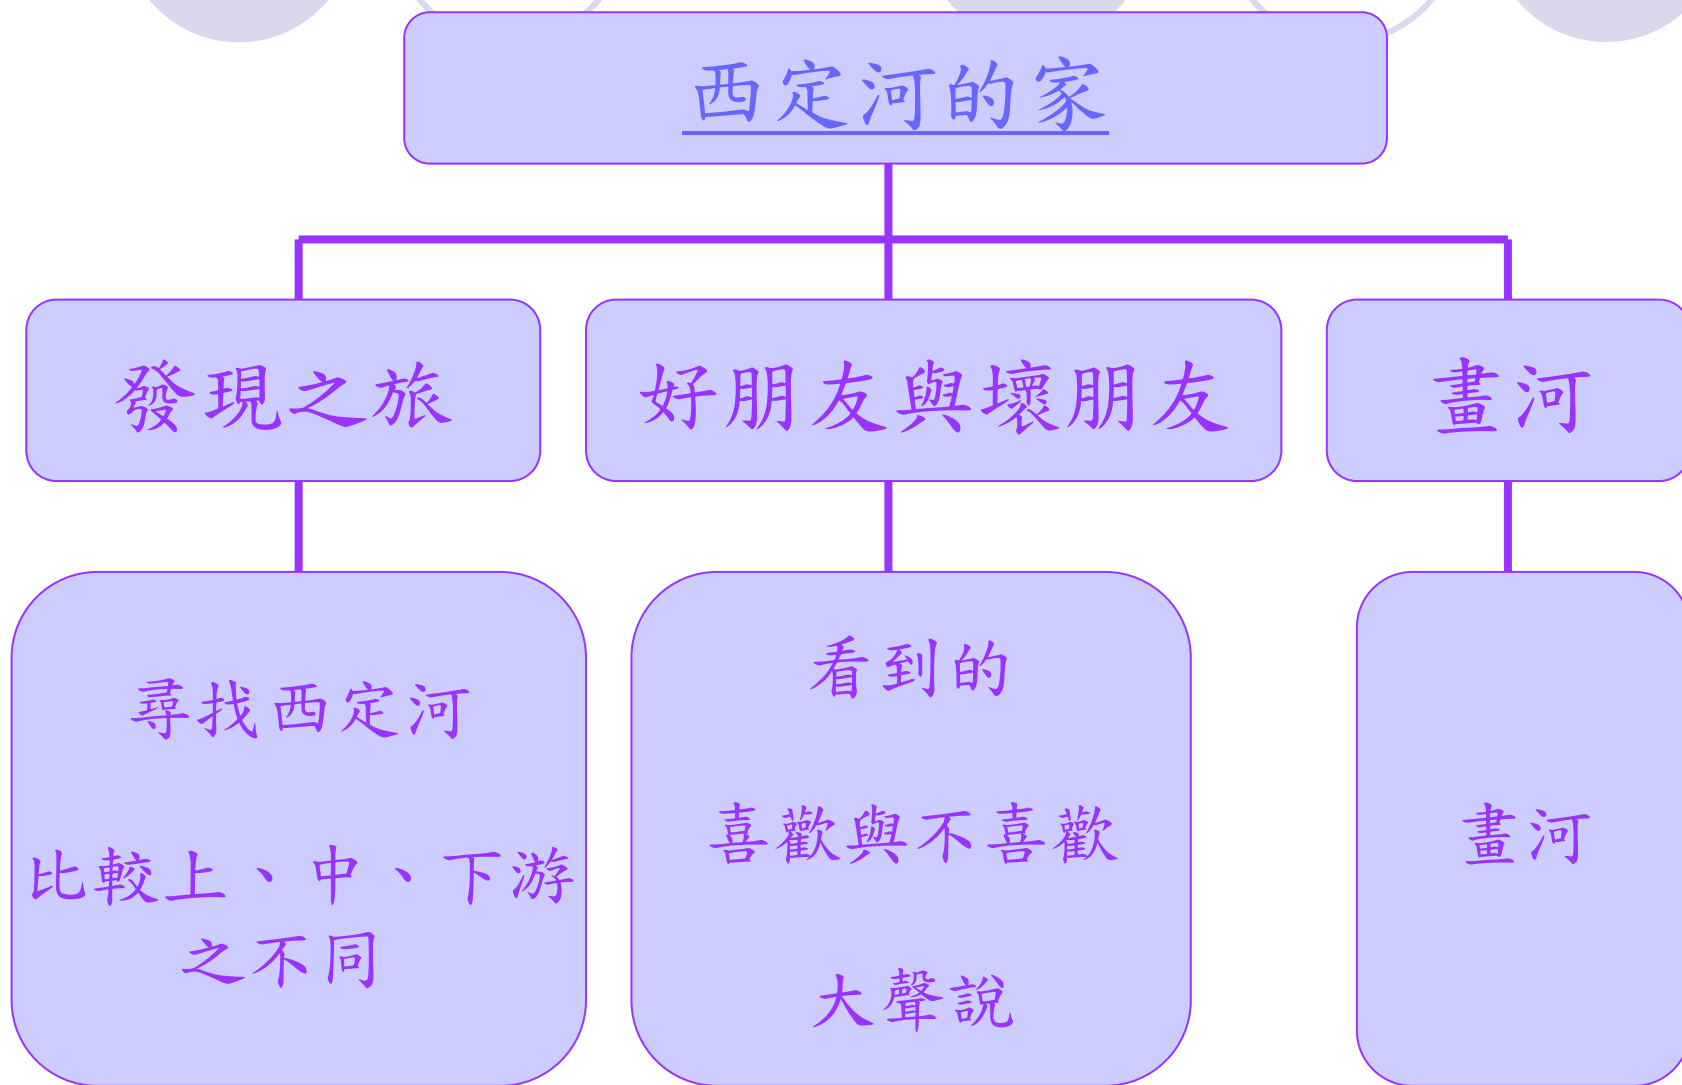 西定河的家
發現之旅
好朋友與壞朋友
畫河
尋找西定河
比較上、中、下游
之不同
看到的
喜歡與不喜歡
大聲說
畫河